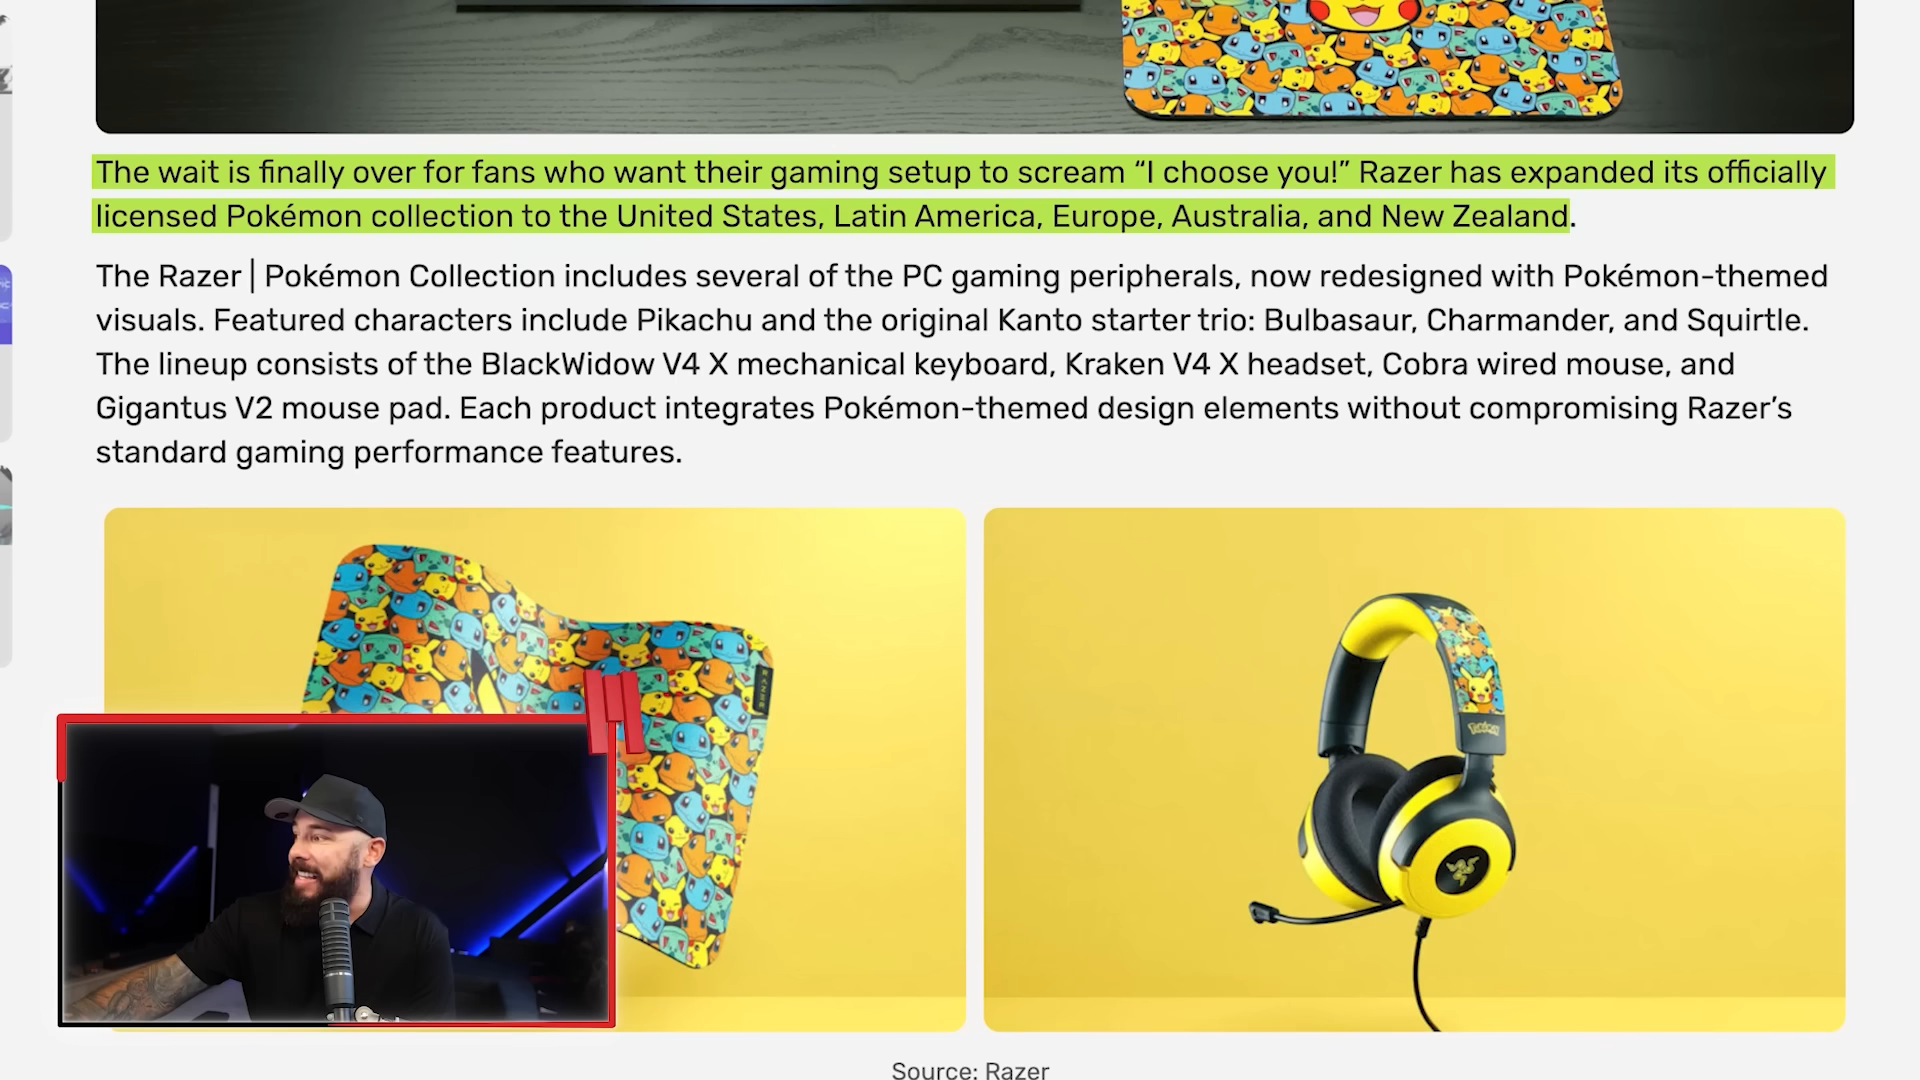 The wait is finally over for fans who want their gaming setup to scream “I choose you!” Razer has expanded its officially
licensed Pokémon collection to the United States, Latin America, Europe, Australia, and New Zealand.
The Razer | Pokémon Collection includes several of the PC gaming peripherals, now redesigned with Pokémon-themed
visuals. Featured characters include Pikachu and the original Kanto starter trio: Bulbasaur, Charmander, and Squirtle.
The lineup consists of the BlackWidow V4 X mechanical keyboard, Kraken V4 X headset, Cobra wired mouse, and
Gigantus V2 mouse pad. Each product integrates Pokémon-themed design elements without compromising Razer’s
standard gaming performance features.
RAZER
Pokémon
Source: Razer